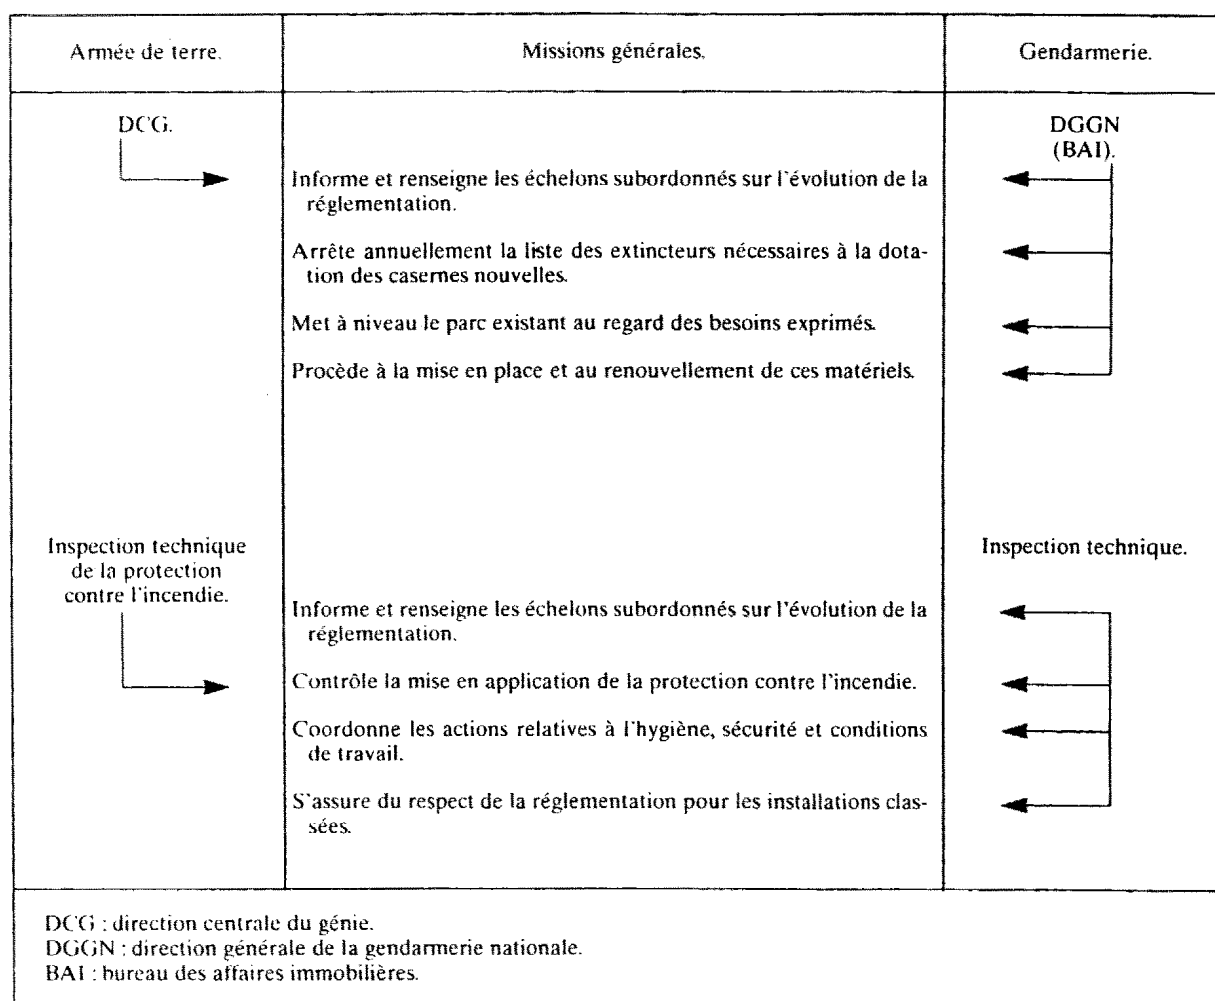 Armée de terre.
Missions générales.
Gendarmerie.
DCG.
DGGN
(BAI).
Informe et renseigne les échelons subordonnés sur l'évolution de la
réglementation.
Arrête annuellement la liste des extincteurs nécessaires à la dota-
tion des casernes nouvelles.
Met à niveau le parc existant au regard des besoins exprimés.
Procède à la mise en place et au renouvellement de ces matériels.
Inspection technique
de la protection
contre l'incendie.
Inspection technique.
Informe et renseigne les échelons subordonnés sur l'évolution de la
réglementation.
Contrôle la mise en application de la protection contre l'incendie.
Coordonne les actions relatives à l'hygiène, sécurité et conditions
de travail.
S'assure du respect de la réglementation pour les installations clas-
sées.
DCG : direction centrale du génie.
DGGN : direction générale de la gendarmerie nationale.
BAI : bureau des affaires immobilières.